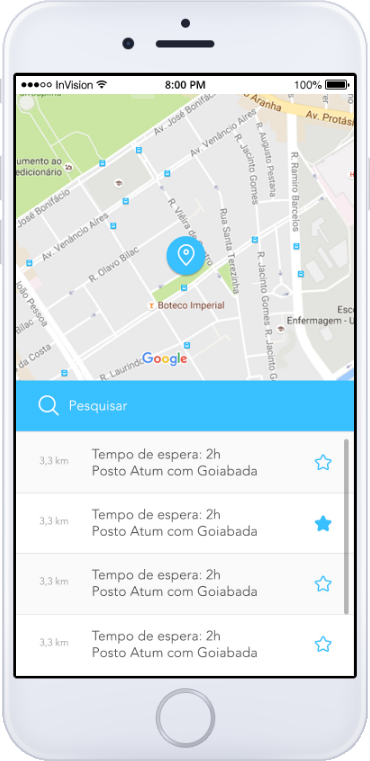 InVision
8:00 PM
100%
Aranha
Av. Protás
Av. José Bonifácio
Av. Venâncio Aires
umento ao
edicionário
R. Augusto Pestana
R. Jacinto Gomes
R. Ramiro Barcelos
José Bonifácio
R. Vieira de Castro
Av. Venâncio Aires
Rua Santa Terezinha
R. Olavo Bilac
R. Jacinto Gomes
João Pessoa
Boteco Imperial
Bilac
Esc
Enfermagem - U
R. Jacinto Gomes
da Costa
R. Laurindo
Google
Pesquisar
3,3 km
Tempo de espera: 2h
Posto Atum com Goiabada
3,3 km
Tempo de espera: 2h
Posto Atum com Goiabada
3,3 km
Tempo de espera: 2h
Posto Atum com Goiabada
3,3 km
Tempo de espera: 2h
Posto Atum com Goiabada